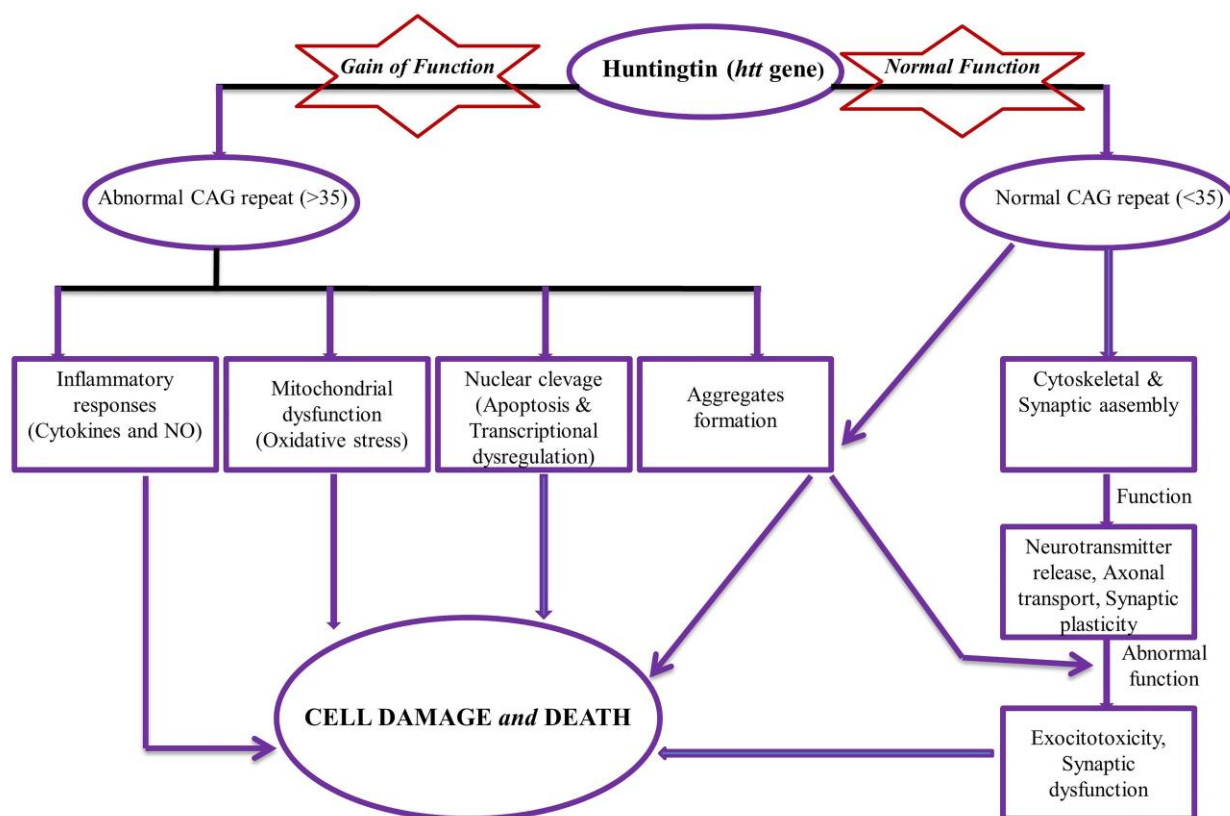 Gain of Function
Huntingtin (htt gene)
Normal Function
Abnormal CAG repeat (>35)
Normal CAG repeat (<35)
Inflammatory
responses
(Cytokines and NO)
Mitochondrial
dysfunction
(Oxidative stress)
Nuclear clevage
(Apoptosis &
Transcriptional
dysregulation)
Aggregates
formation
Cytoskeletal &
Synaptic aasembly
Function
Neurotransmitter
release, Axonal
transport, Synaptic
plasticity
Abnormal
function
CELL DAMAGE and DEATH
Exocitotoxicity,
Synaptic
dysfunction